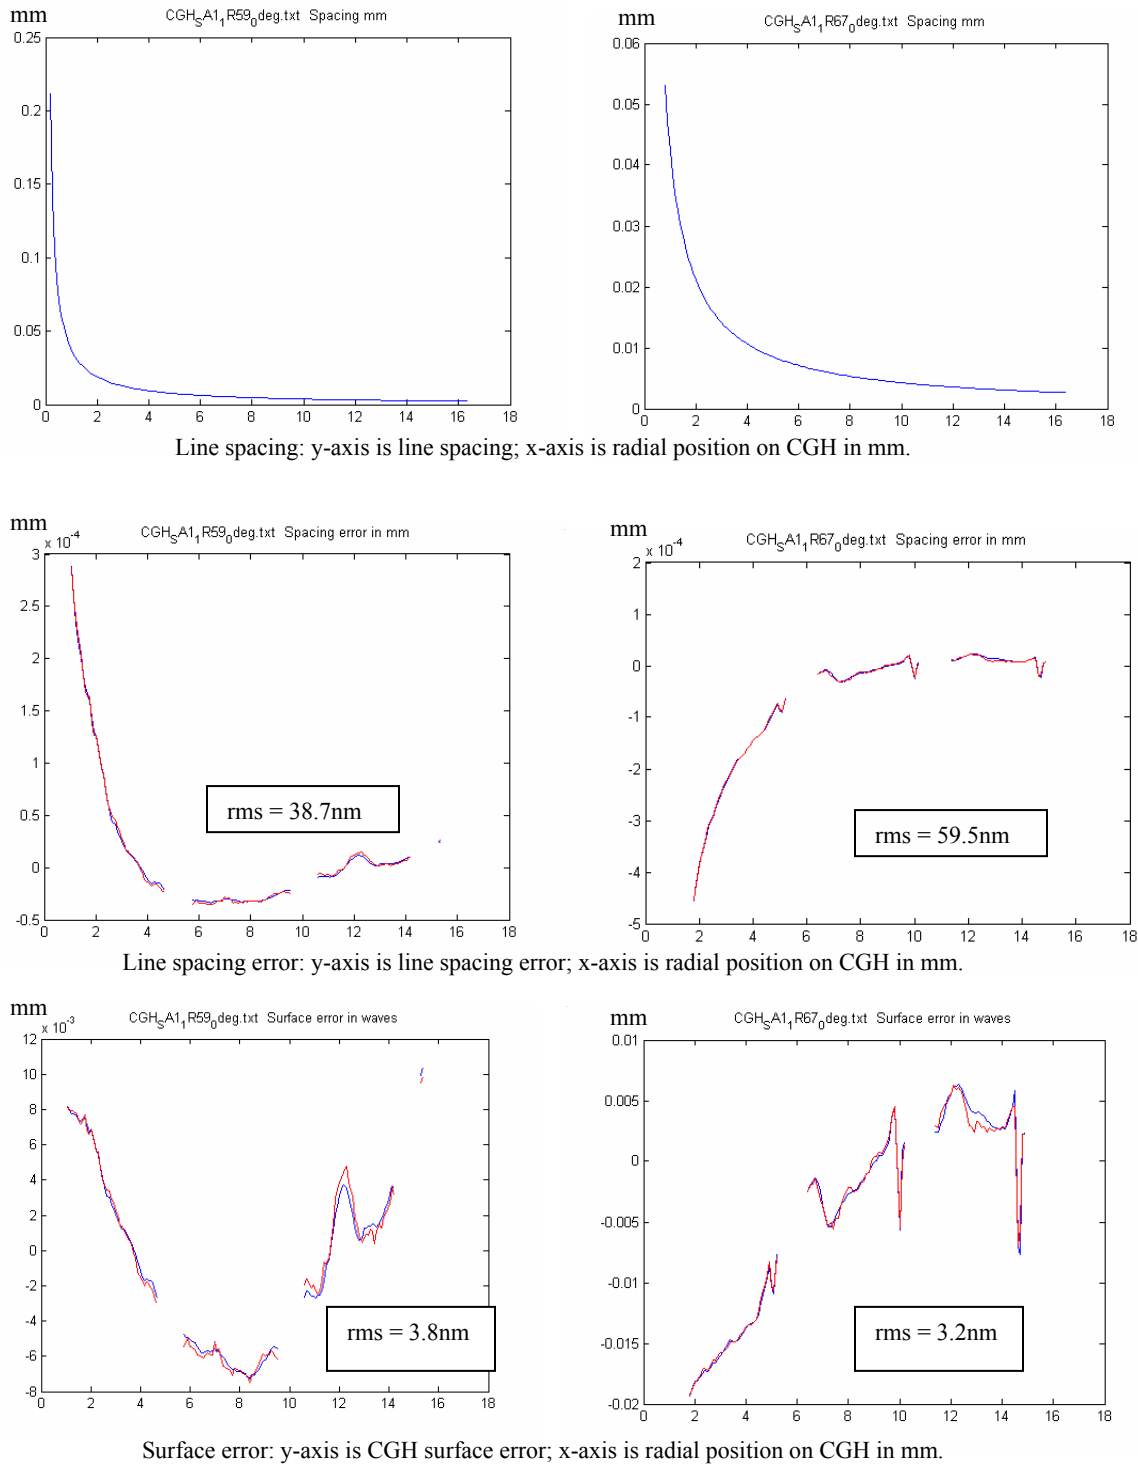 mm
CGHSA11R590deg.txt Spacing mm
0.25
0.2
0.15
0.1
0.05
0
0 2 4 6 8 10 12 14 16 18
CGHSA11R670deg.txt Spacing mm
0.06
0.05
0.04
0.03
0.02
0.01
0
0 2 4 6 8 10 12 14 16 18
Line spacing: y-axis is line spacing; x-axis is radial position on CGH in mm.
mm
x 10-4
CGHSA11R590deg.txt Spacing error in mm
3
2.5
2
1.5
1
0.5
0
-0.5
rms = 38.7nm
0 2 4 6 8 10 12 14 16 18
mm
x 10-4
CGHSA11R670deg.txt Spacing error in mm
2
1
0
-1
-2
-3
-4
-5
rms = 59.5nm
0 2 4 6 8 10 12 14 16 18
Line spacing error: y-axis is line spacing error; x-axis is radial position on CGH in mm.
mm
x 10-3
CGHSA11R590deg.txt Surface error in waves
12
10
8
6
4
2
0
-2
-4
-6
-8
rms = 3.8nm
0 2 4 6 8 10 12 14 16 18
mm
CGHSA11R670deg.txt Surface error in waves
0.01
0.005
0
-0.005
-0.01
-0.015
-0.02
rms = 3.2nm
0 2 4 6 8 10 12 14 16 18
Surface error: y-axis is CGH surface error; x-axis is radial position on CGH in mm.